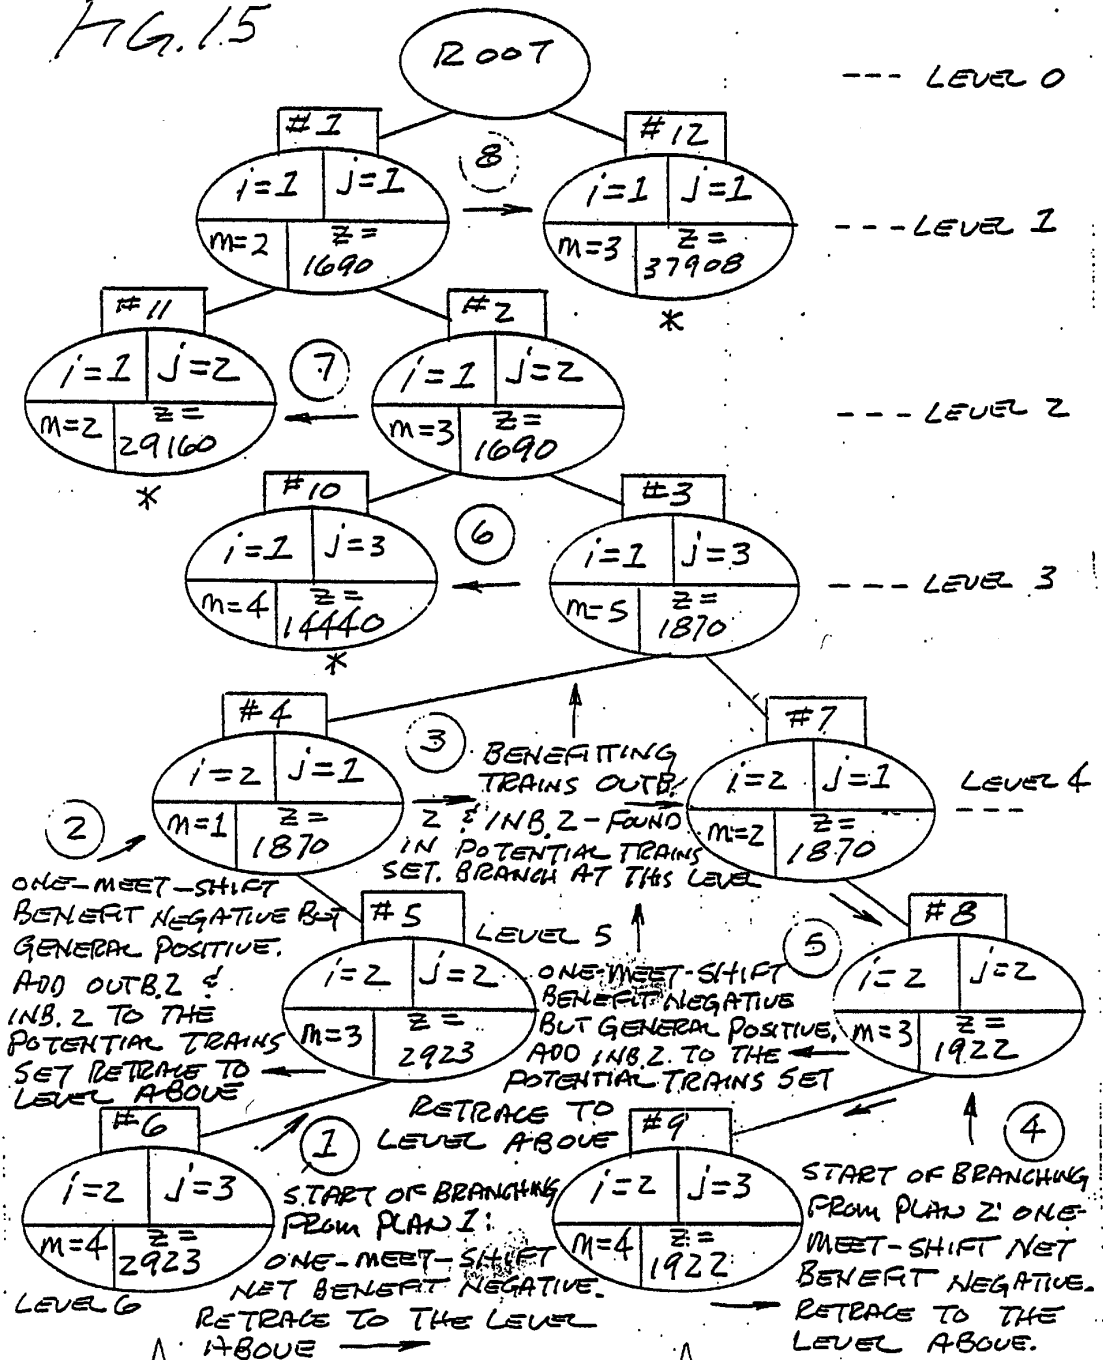 FIG. 15
ROOT
--- LEVEL 0
#1
#12
8
i=1 j=1
i=1 j=1
m=2 z=
1690
m=3 z=
37908
--- LEVEL 1
*
#11
#2
7
i=1 j=2
i=1 j=2
m=2 z=
29160
m=3 z=
1690
--- LEVEL 2
*
#10
#3
6
i=1 j=3
i=1 j=3
m=4 z=
14440
m=5 z=
1870
--- LEVEL 3
*
#4
#7
3
i=2 j=1
m=1 z=
1870
BENEFITTING
TRAINS OUTB.
2 & INB. 2 - FOUND
IN POTENTIAL TRAINS
SET. BRANCH AT THIS LEVEL
i=2 j=1
m=2 z=
1870
LEVEL 4
---
2
ONE-MEET-SHIFT
BENEFIT NEGATIVE BUT
GENERAL POSITIVE.
ADD OUTB.2 &
INB. 2 TO THE
POTENTIAL TRAINS
SET RETRACE TO
LEVEL ABOVE
#5
LEVEL 5
i=2 j=2
m=3 z=
2923
5
ONE-MEET-SHIFT
BENEFIT NEGATIVE
BUT GENERAL POSITIVE,
ADD INB.2. TO THE
POTENTIAL TRAINS SET
RETRACE TO
LEVEL ABOVE
#8
i=2 j=2
m=3 z=
1922
#6
i=2 j=3
m=4 z=
2923
LEVEL 6
1
START OF BRANCHING
FROM PLAN 1:
ONE-MEET-SHIFT
NET BENEFIT NEGATIVE.
RETRACE TO THE LEVEL
ABOVE
#9
i=2 j=3
m=4 z=
1922
4
START OF BRANCHING
FROM PLAN 2: ONE-
MEET-SHIFT NET
BENEFIT NEGATIVE.
RETRACE TO THE
LEVEL ABOVE.